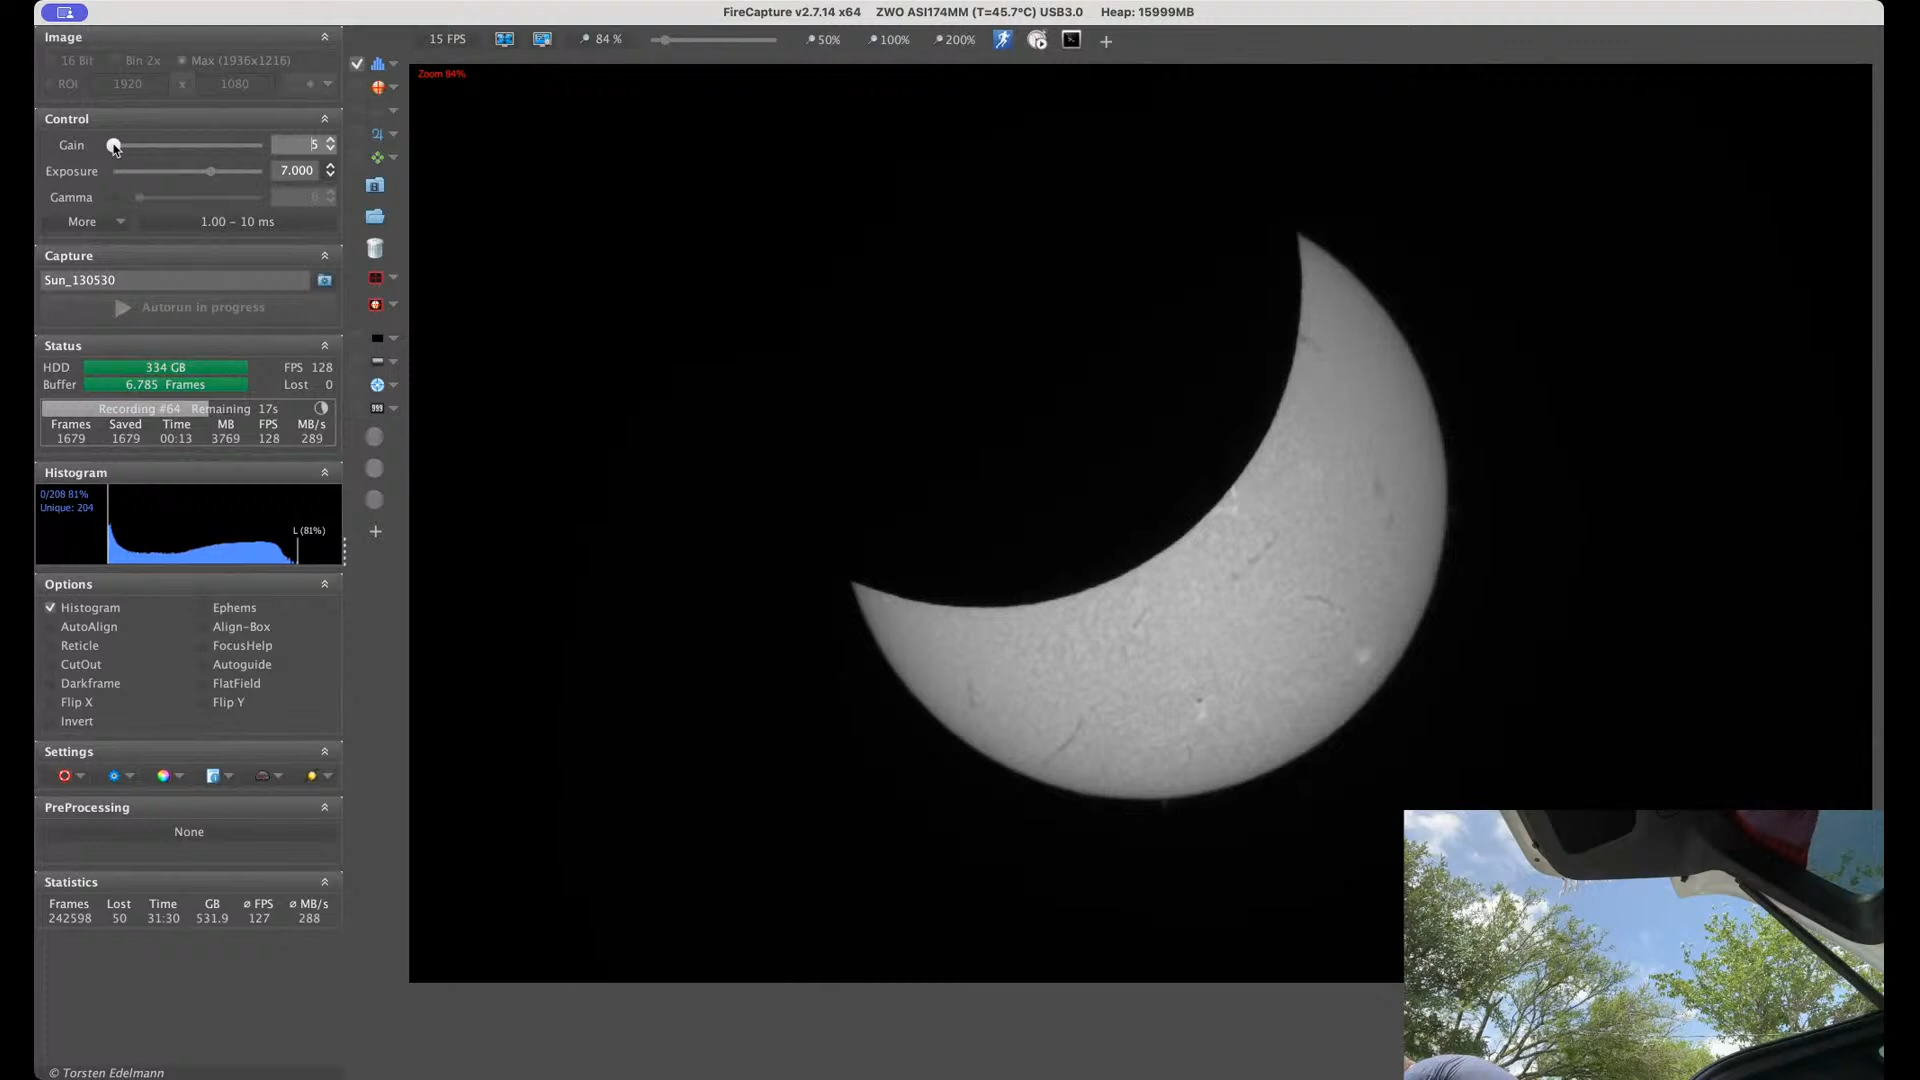 FireCapture v2.7.14 x64 ZWO ASI174MM (T=45.7°C) USB3.0 Heap: 15999MB
Image
16 Bit Bin 2x Max (1936x1216)
ROI 1920 x 1080
15 FPS 84 % 50% 100% 200%
Zoom 84%
Control
Gain 5
Exposure 7.000
Gamma 6
More 1.00 - 10 ms
Capture
Sun_130530
Autorun in progress
Status
HDD 334 GB FPS 128
Buffer 6.785 Frames Lost 0
Recording #64 Remaining 17s
Frames Saved Time MB FPS MB/s
1679 1679 00:13 3769 128 289
Histogram
0/208 81%
Unique: 204
L (81%)
Options
Histogram Ephems
AutoAlign Align-Box
Reticle FocusHelp
CutOut Autoguide
Darkframe FlatField
Flip X Flip Y
Invert
Settings
PreProcessing
None
Statistics
Frames Lost Time GB ø FPS ø MB/s
242598 50 31:30 531.9 127 288
© Torsten Edelmann
999